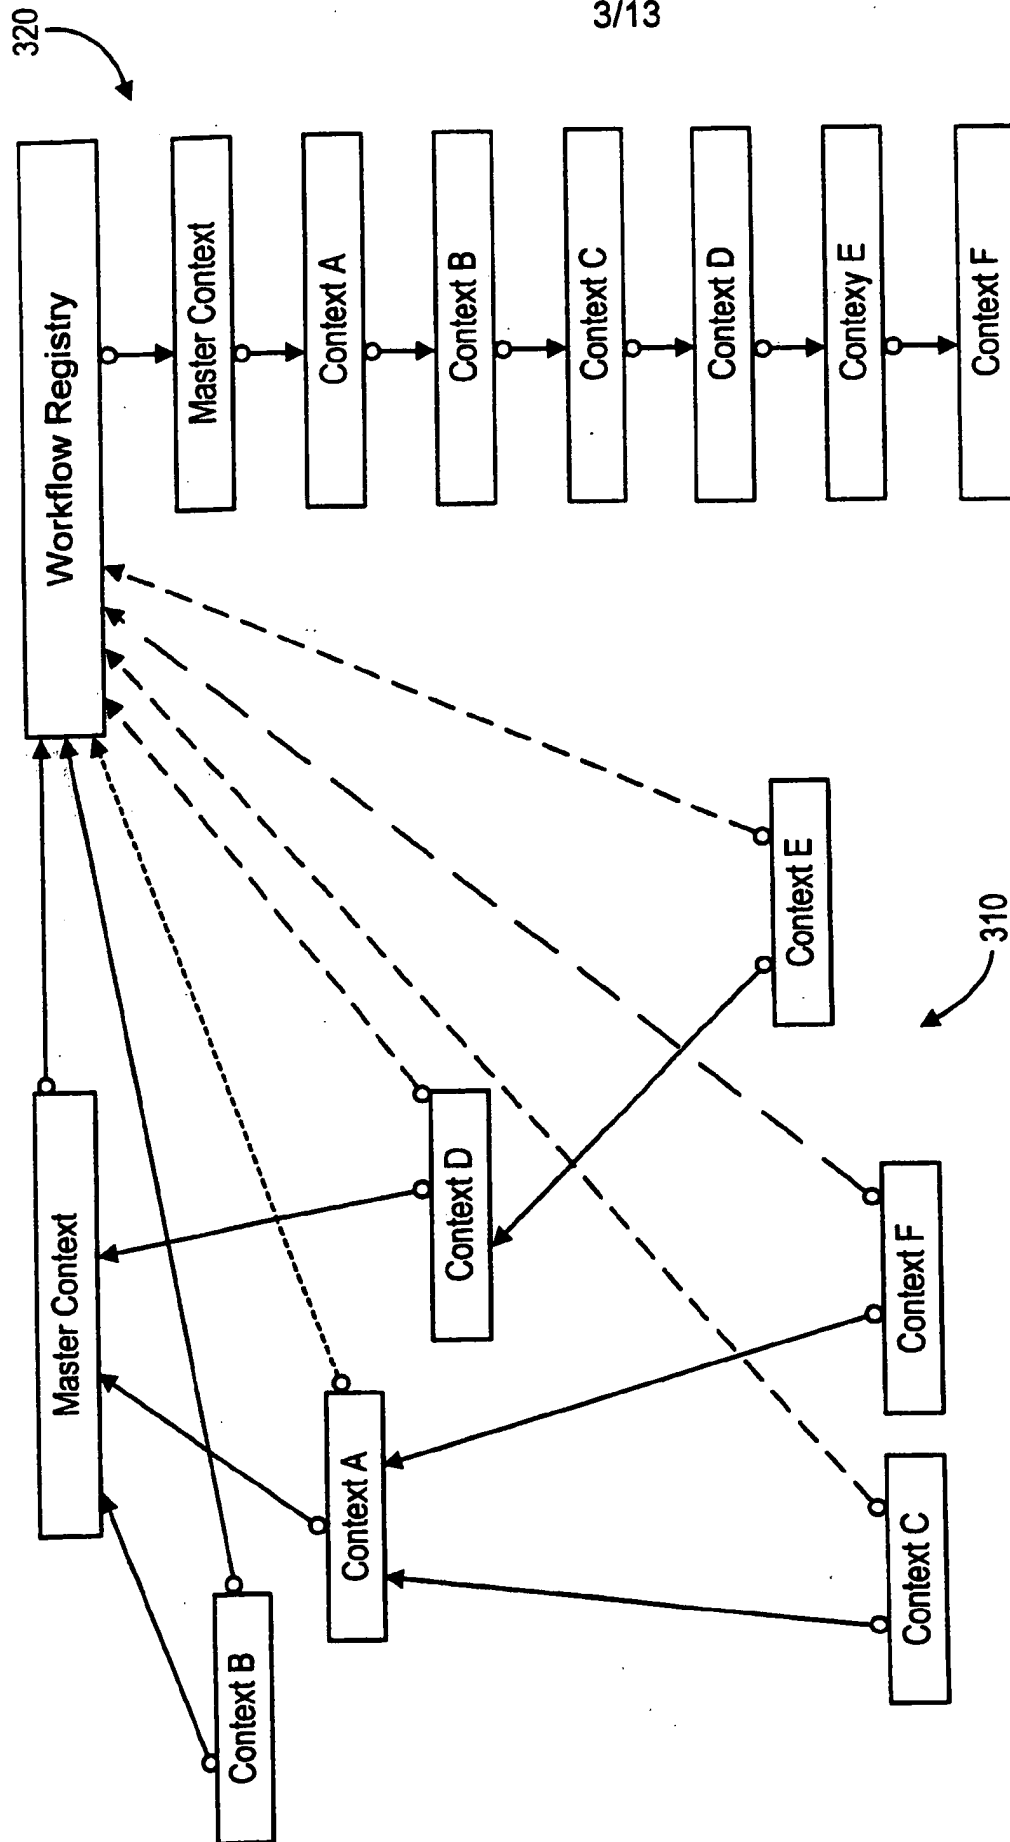 3/13
320
Workflow Registry
Master Context
Context A
Context B
Context C
Context D
Contexy E
Context F
Master Context
Context B
Context A
Context D
Context E
Context C
Context F
310